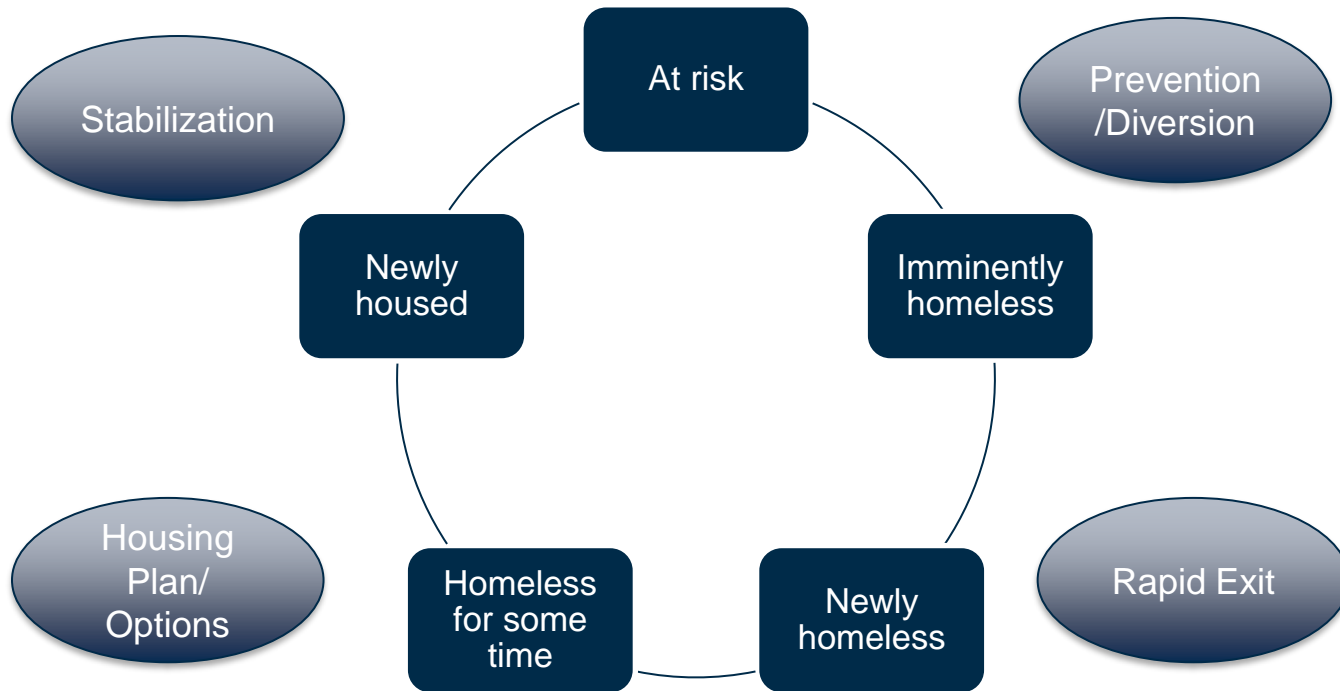 At risk
Stabilization
Prevention
/Diversion
Newly
housed
Imminently
homeless
Housing
Plan/
Options
Homeless
for some
time
Newly
homeless
Rapid Exit